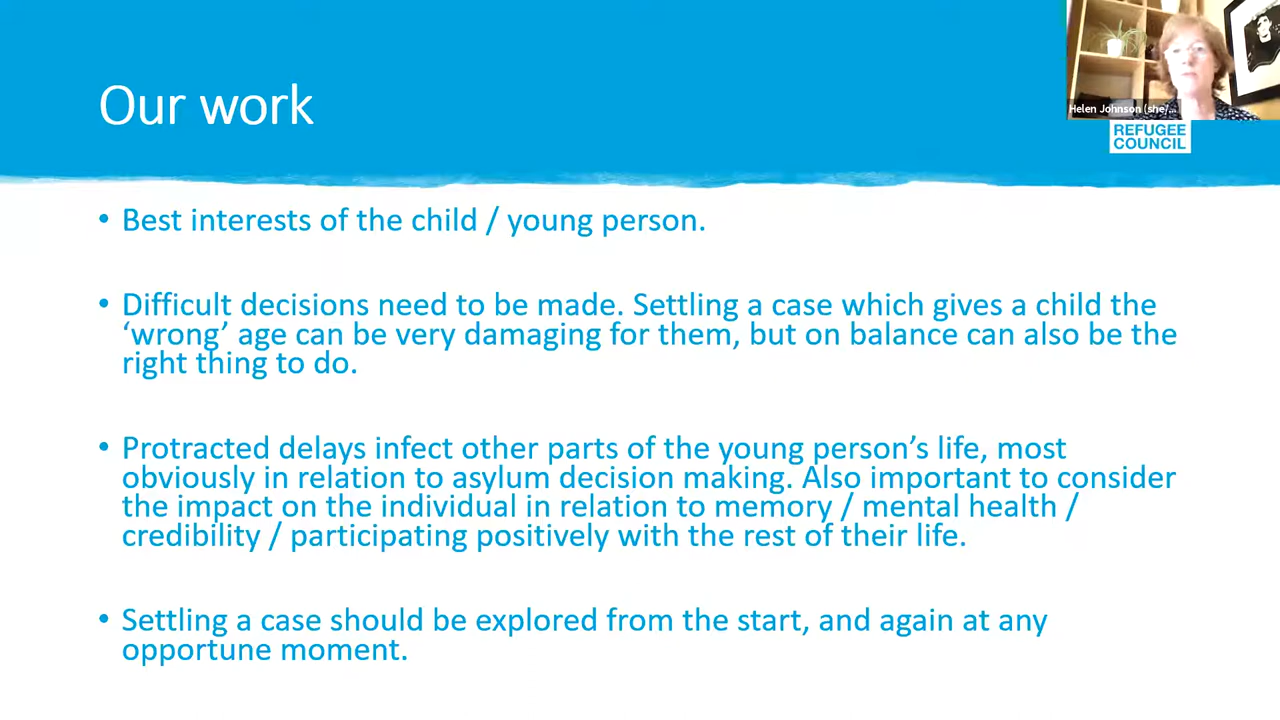 Our work
Helen Johnson (she/...
REFUGEE
COUNCIL
• Best interests of the child / young person.
• Difficult decisions need to be made. Settling a case which gives a child the
‘wrong’ age can be very damaging for them, but on balance can also be the
right thing to do.
• Protracted delays infect other parts of the young person’s life, most
obviously in relation to asylum decision making. Also important to consider
the impact on the individual in relation to memory / mental health /
credibility / participating positively with the rest of their life.
• Settling a case should be explored from the start, and again at any
opportune moment.